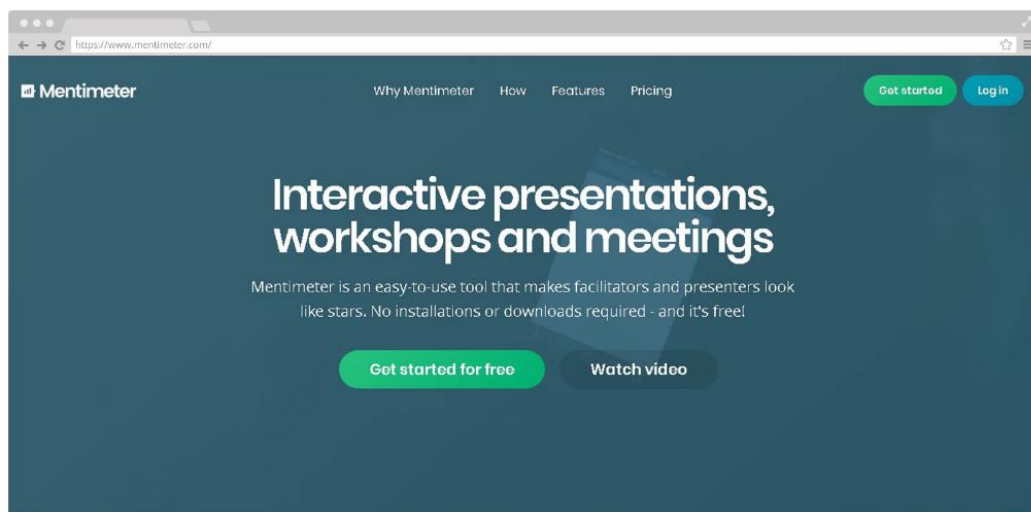 https://www.mentimeter.com/
Mentimeter
Why Mentimeter How Features Pricing
Get started Log in
Interactive presentations,
workshops and meetings
Mentimeter is an easy-to-use tool that makes facilitators and presenters look
like stars. No installations or downloads required - and it's free!
Get started for free Watch video